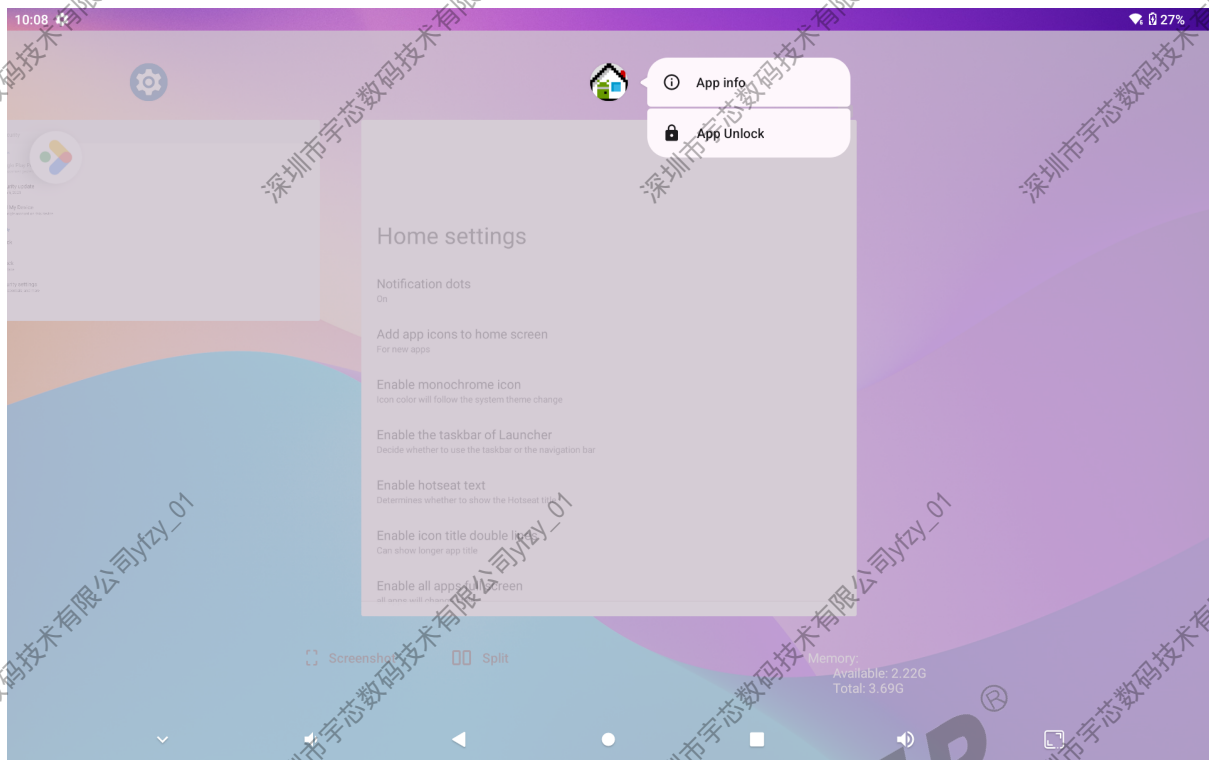 10:08
27%
App info
App Unlock
Home settings
Notification dots
On
Add app icons to home screen
For new apps
Enable monochrome icon
Icon color will follow the system theme change
Enable the taskbar of Launcher
Decide whether to use the taskbar or the navigation bar
Enable hotseat text
Determines whether to show the Hotseat title
Enable icon title double lines
Can show longer app title
Enable all apps fullscreen
Screenshot
Split
Memory:
Available: 2.22G
Total: 3.69G
深圳市宇芯数码技术有限公司yfzy_01
®